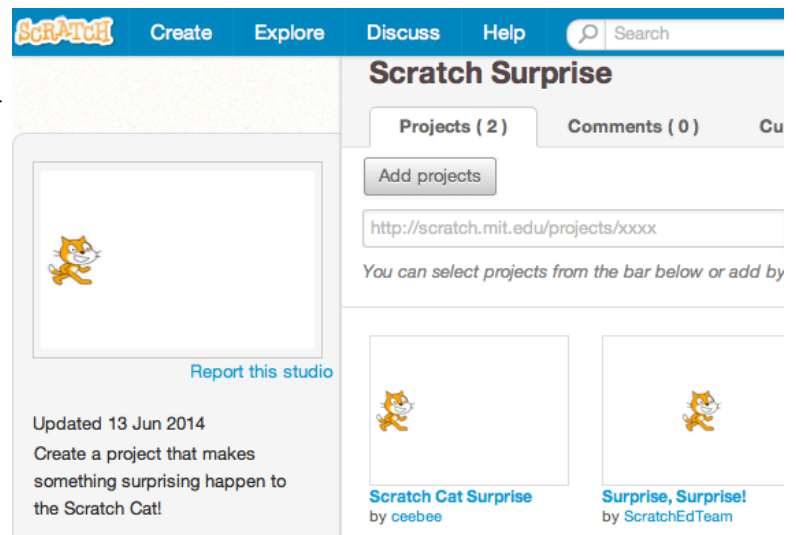 SCRATCH Create Explore Discuss Help Search
Scratch Surprise
Projects ( 2 ) Comments ( 0 ) Cu
Add projects
http://scratch.mit.edu/projects/xxxx
You can select projects from the bar below or add by
Report this studio
Updated 13 Jun 2014
Create a project that makes
something surprising happen to
the Scratch Cat!
Scratch Cat Surprise
by ceebee
Surprise, Surprise!
by ScratchEdTeam